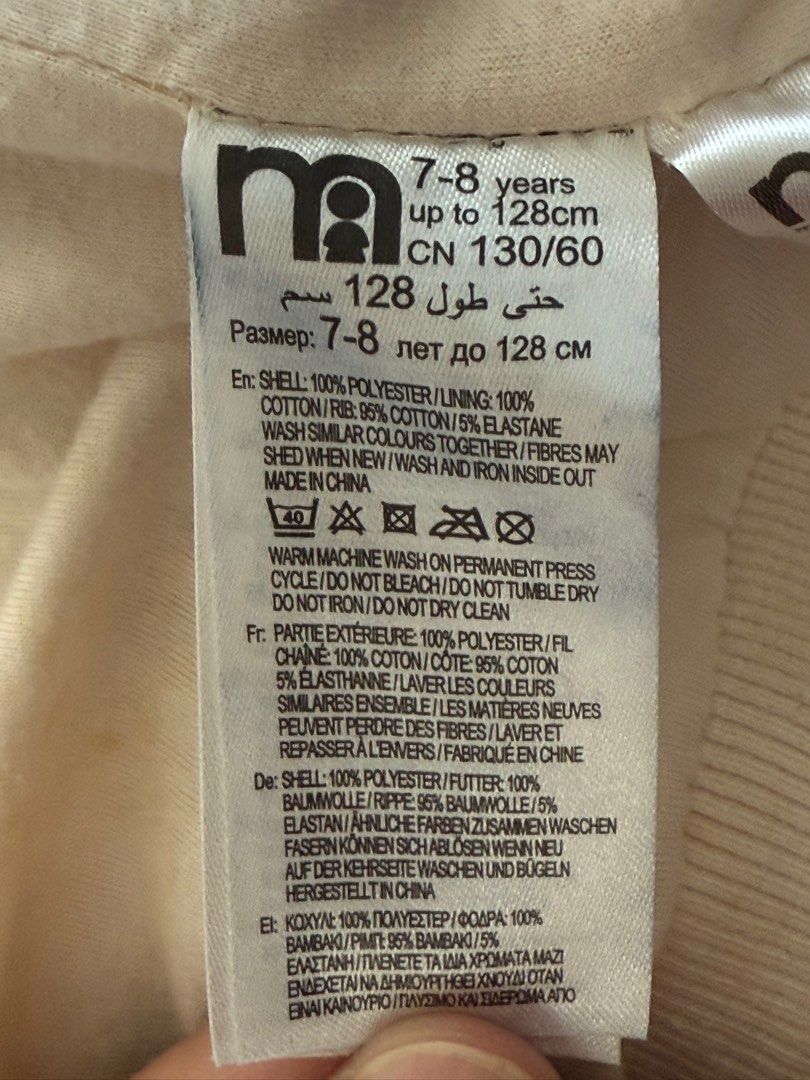 m
7-8 years
up to 128cm
CN 130/60
حتى طول 128 سم
Размер: 7-8 лет до 128 см
En: SHELL: 100% POLYESTER / LINING: 100%
COTTON / RIB: 95% COTTON / 5% ELASTANE
WASH SIMILAR COLOURS TOGETHER / FIBRES MAY
SHED WHEN NEW / WASH AND IRON INSIDE OUT
MADE IN CHINA
40
WARM MACHINE WASH ON PERMANENT PRESS
CYCLE / DO NOT BLEACH / DO NOT TUMBLE DRY
DO NOT IRON / DO NOT DRY CLEAN
Fr: PARTIE EXTÉRIEURE: 100% POLYESTER / FIL
CHAÎNÉ: 100% COTON / CÔTE: 95% COTON
5% ÉLASTHANNE / LAVER LES COULEURS
SIMILAIRES ENSEMBLE / LES MATIÈRES NEUVES
PEUVENT PERDRE DES FIBRES / LAVER ET
REPASSER À L'ENVERS / FABRIQUÉ EN CHINE
De: SHELL: 100% POLYESTER / FUTTER: 100%
BAUMWOLLE / RIPPE: 95% BAUMWOLLE / 5%
ELASTAN / ÄHNLICHE FARBEN ZUSAMMEN WASCHEN
FASERN KÖNNEN SICH ABLÖSEN WENN NEU
AUF DER KEHRSEITE WASCHEN UND BÜGELN
HERGESTELLT IN CHINA
El: ΚΟΧΥΛΙ: 100% ΠΟΛΥΕΣΤΕΡ / ΦΟΔΡΑ: 100%
ΒΑΜΒΑΚΙ / ΡΙΜΠ: 95% ΒΑΜΒΑΚΙ / 5%
ΕΛΑΣΤΑΝΗ / ΠΛΕΝΕΤΕ ΤΑ ΙΔΙΑ ΧΡΩΜΑΤΑ ΜΑΖΙ
ΕΝΔΕΧΕΤΑΙ ΝΑ ΔΗΜΙΟΥΡΓΗΘΕΙ ΧΝΟΥΔΙ ΟΤΑΝ
ΕΙΝΑΙ ΚΑΙΝΟΥΡΙΟ / ΠΛΥΣΙΜΟ ΚΑΙ ΣΙΔΕΡΩΜΑ ΑΠΟ